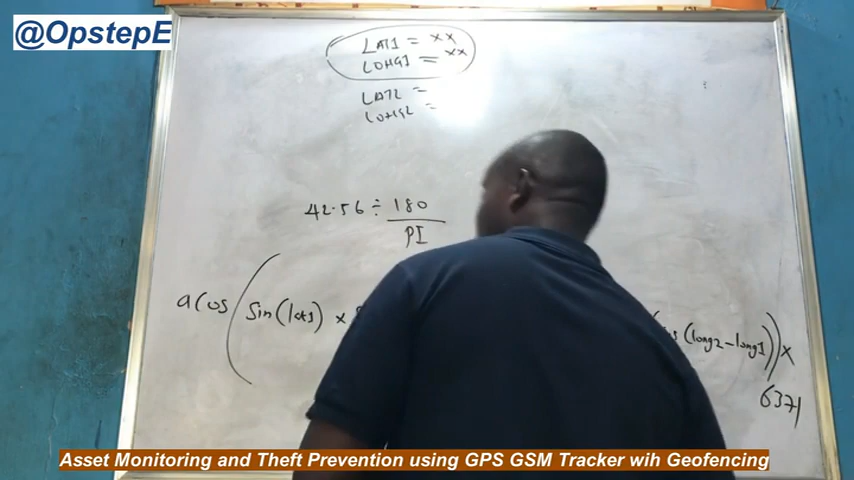 @OpstepE
LAT1 = xx
LONG1 = xx
LAT2 =
LONG2 =
42.56 ÷ 180
PI
acos ( sin(lat1) × (long2-long1)) ×
6371
Asset Monitoring and Theft Prevention using GPS GSM Tracker wih Geofencing